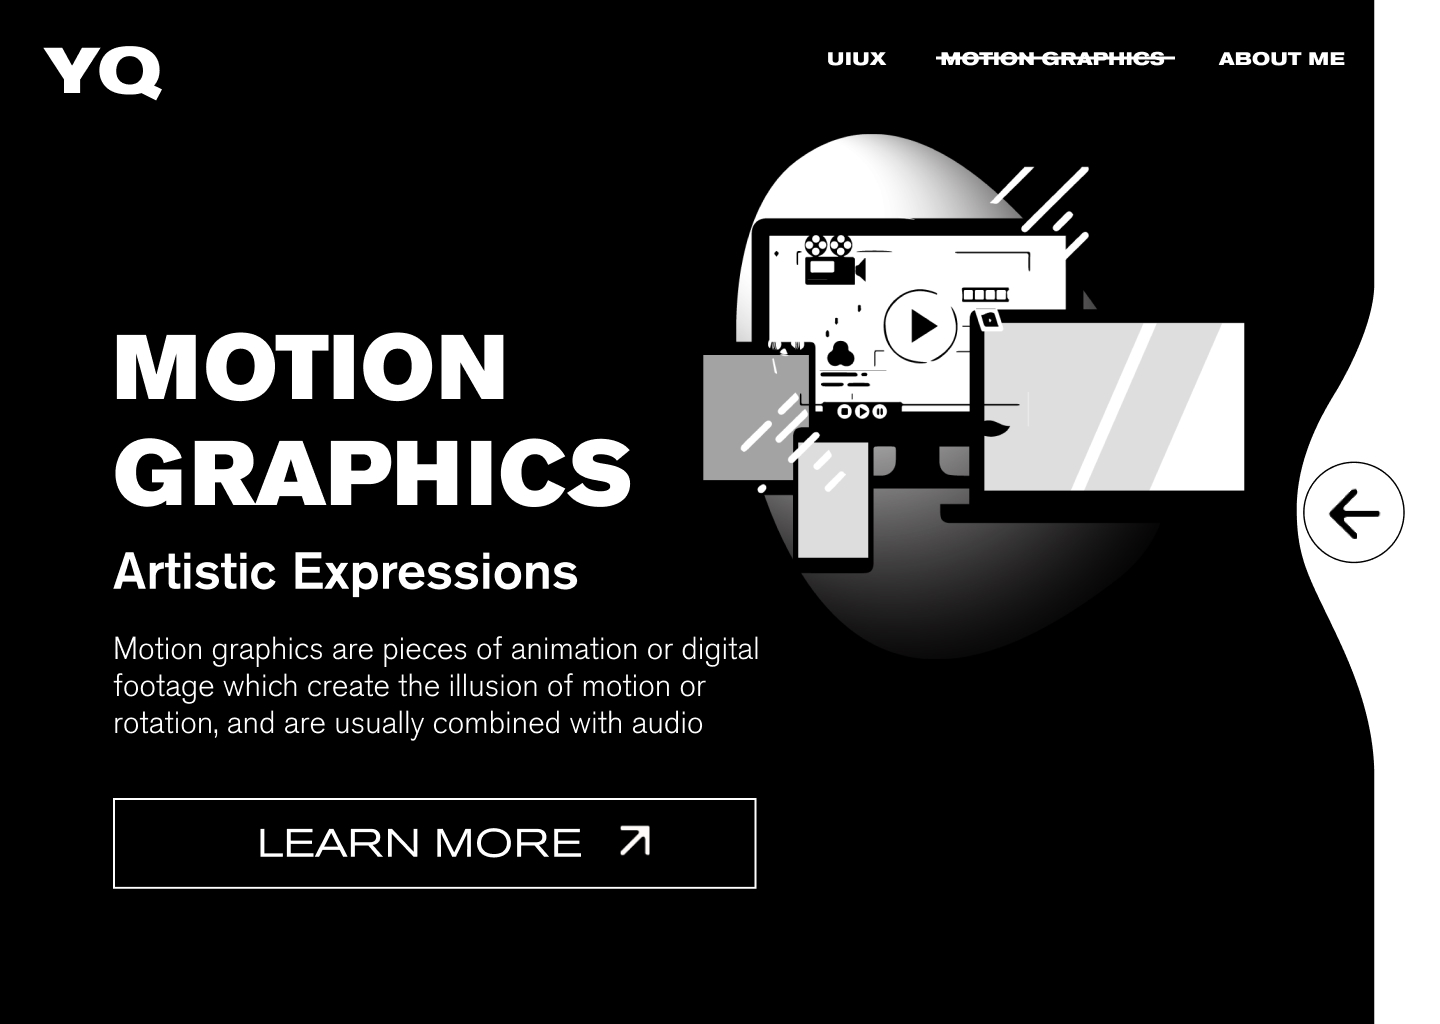 YQ
UIUX
MOTION GRAPHICS
ABOUT ME
MOTION
GRAPHICS
Artistic Expressions
Motion graphics are pieces of animation or digital
footage which create the illusion of motion or
rotation, and are usually combined with audio
LEARN MORE